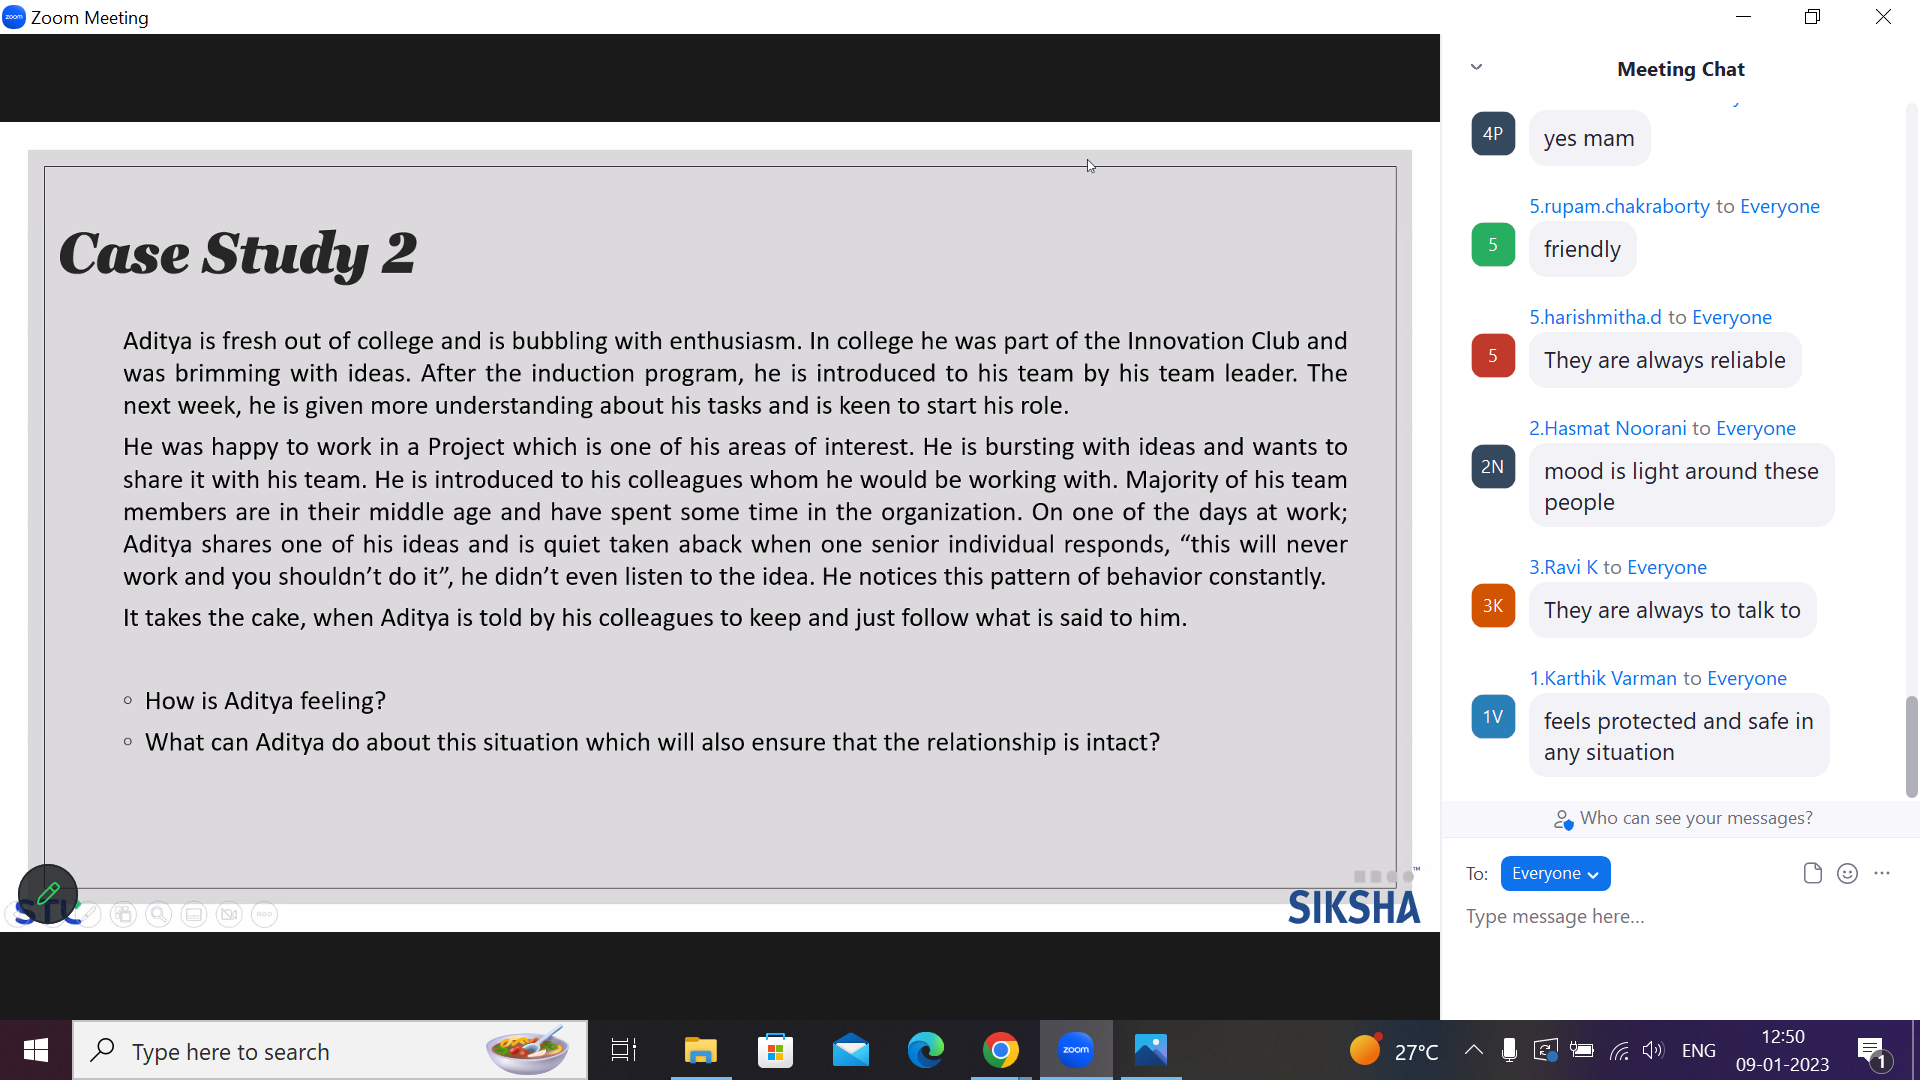 zoom Zoom Meeting
Case Study 2
Aditya is fresh out of college and is bubbling with enthusiasm. In college he was part of the Innovation Club and
was brimming with ideas. After the induction program, he is introduced to his team by his team leader. The
next week, he is given more understanding about his tasks and is keen to start his role.
He was happy to work in a Project which is one of his areas of interest. He is bursting with ideas and wants to
share it with his team. He is introduced to his colleagues whom he would be working with. Majority of his team
members are in their middle age and have spent some time in the organization. On one of the days at work;
Aditya shares one of his ideas and is quiet taken aback when one senior individual responds, “this will never
work and you shouldn’t do it”, he didn’t even listen to the idea. He notices this pattern of behavior constantly.
It takes the cake, when Aditya is told by his colleagues to keep and just follow what is said to him.
◦ How is Aditya feeling?
◦ What can Aditya do about this situation which will also ensure that the relationship is intact?
SIKSHA™
Meeting Chat
4P
yes mam
5.rupam.chakraborty to Everyone
5
friendly
5.harishmitha.d to Everyone
5
They are always reliable
2.Hasmat Noorani to Everyone
2N
mood is light around these
people
3.Ravi K to Everyone
3K
They are always to talk to
1.Karthik Varman to Everyone
1V
feels protected and safe in
any situation
Who can see your messages?
To: Everyone
Type message here...
Type here to search
zoom
27°C
ENG
12:50
09-01-2023
1